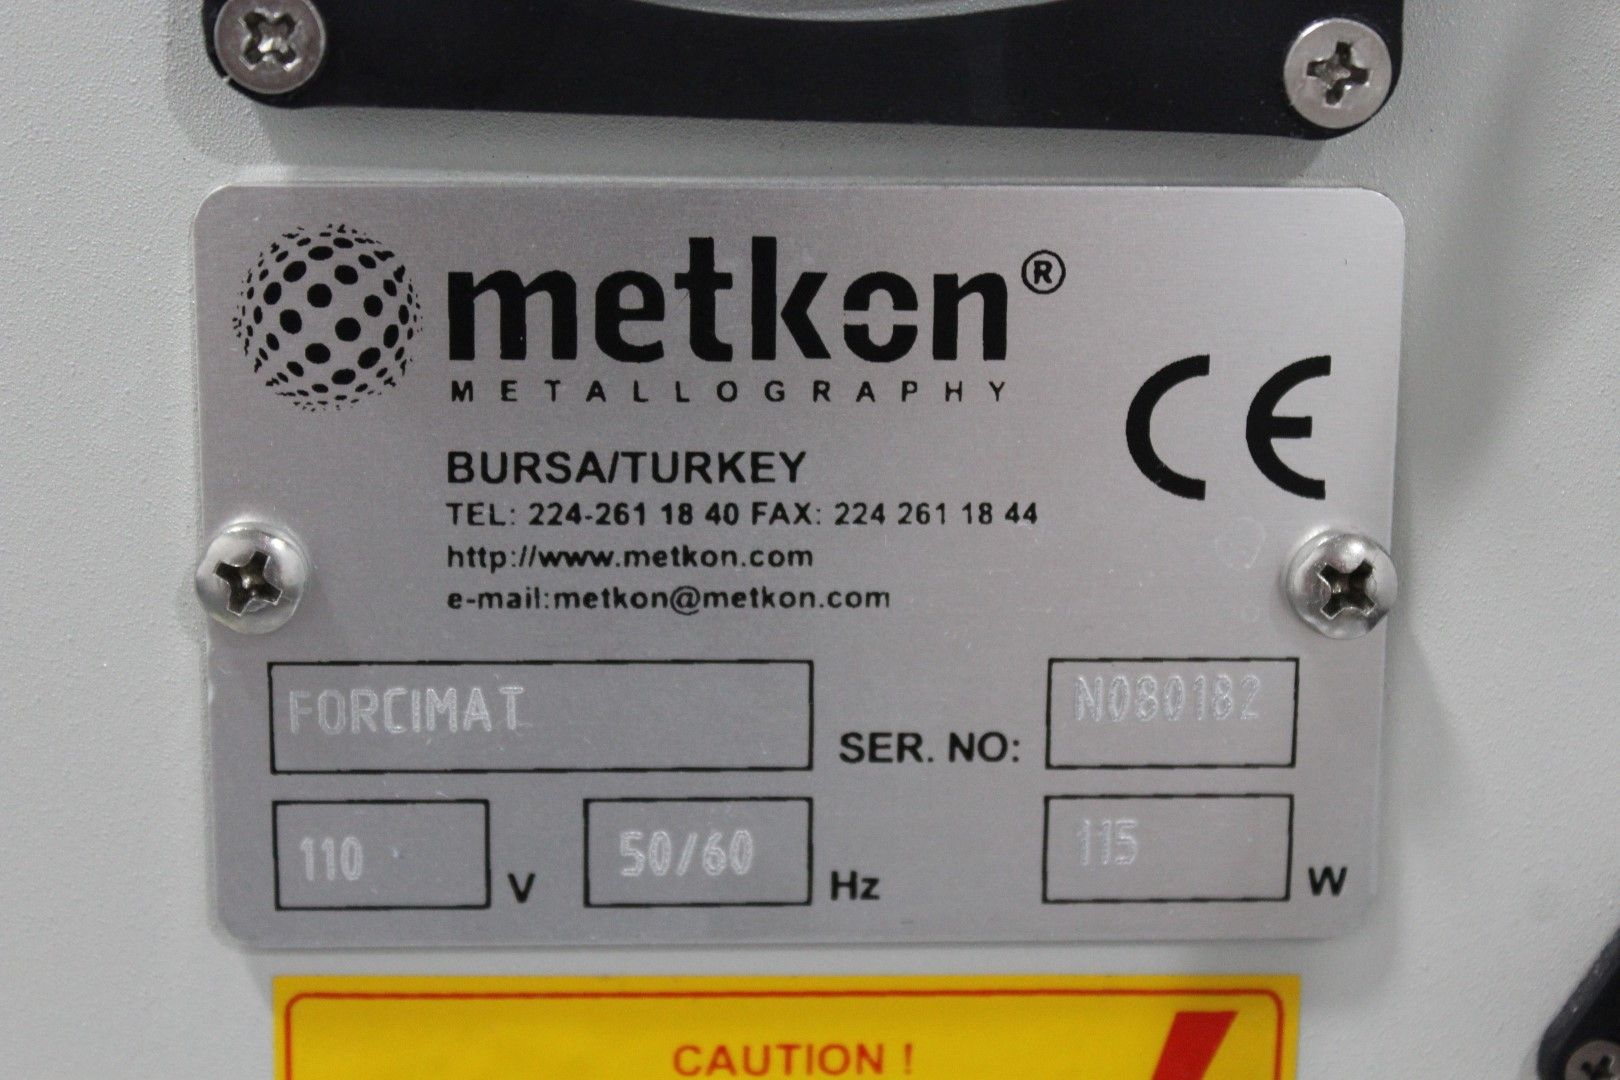 metkon®
METALLOGRAPHY
CE
BURSA/TURKEY
TEL: 224-261 18 40 FAX: 224 261 18 44
http://www.metkon.com
e-mail:metkon@metkon.com
FORCIMAT SER. NO: N080182
110 V 50/60 Hz 115 W
CAUTION !